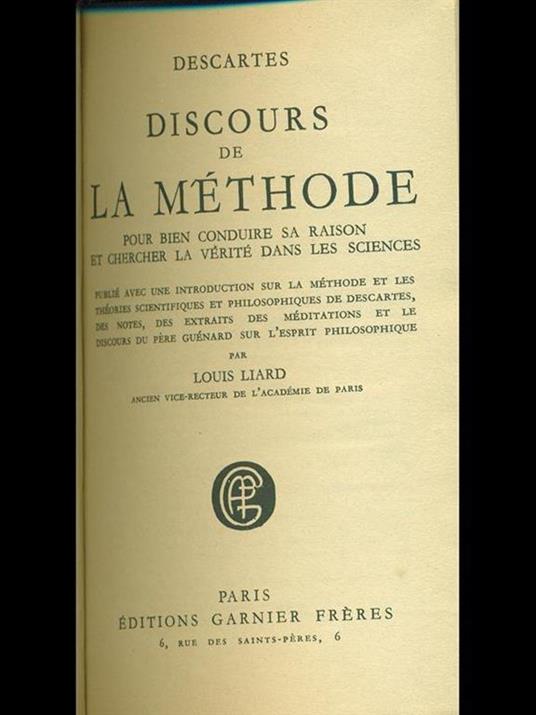 DESCARTES
DISCOURS
DE
LA MÉTHODE
POUR BIEN CONDUIRE SA RAISON
ET CHERCHER LA VÉRITÉ DANS LES SCIENCES
PUBLIÉ AVEC UNE INTRODUCTION SUR LA MÉTHODE ET LES
THÉORIES SCIENTIFIQUES ET PHILOSOPHIQUES DE DESCARTES,
DES NOTES, DES EXTRAITS DES MÉDITATIONS ET LE
DISCOURS DU PÈRE GUÉNARD SUR L'ESPRIT PHILOSOPHIQUE
PAR
LOUIS LIARD
ANCIEN VICE-RECTEUR DE L'ACADÉMIE DE PARIS
PARIS
ÉDITIONS GARNIER FRÈRES
6, RUE DES SAINTS-PÈRES, 6